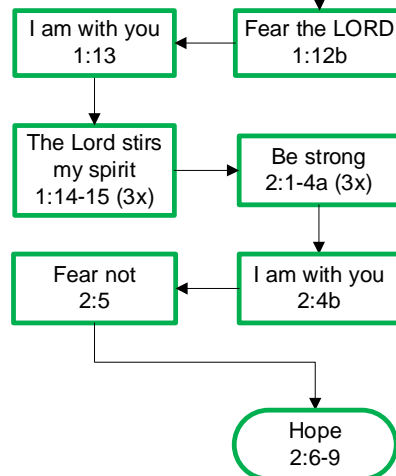 Fear the LORD
1:12b
I am with you
1:13
The Lord stirs
my spirit
1:14-15 (3x)
Be strong
2:1-4a (3x)
I am with you
2:4b
Fear not
2:5
Hope
2:6-9